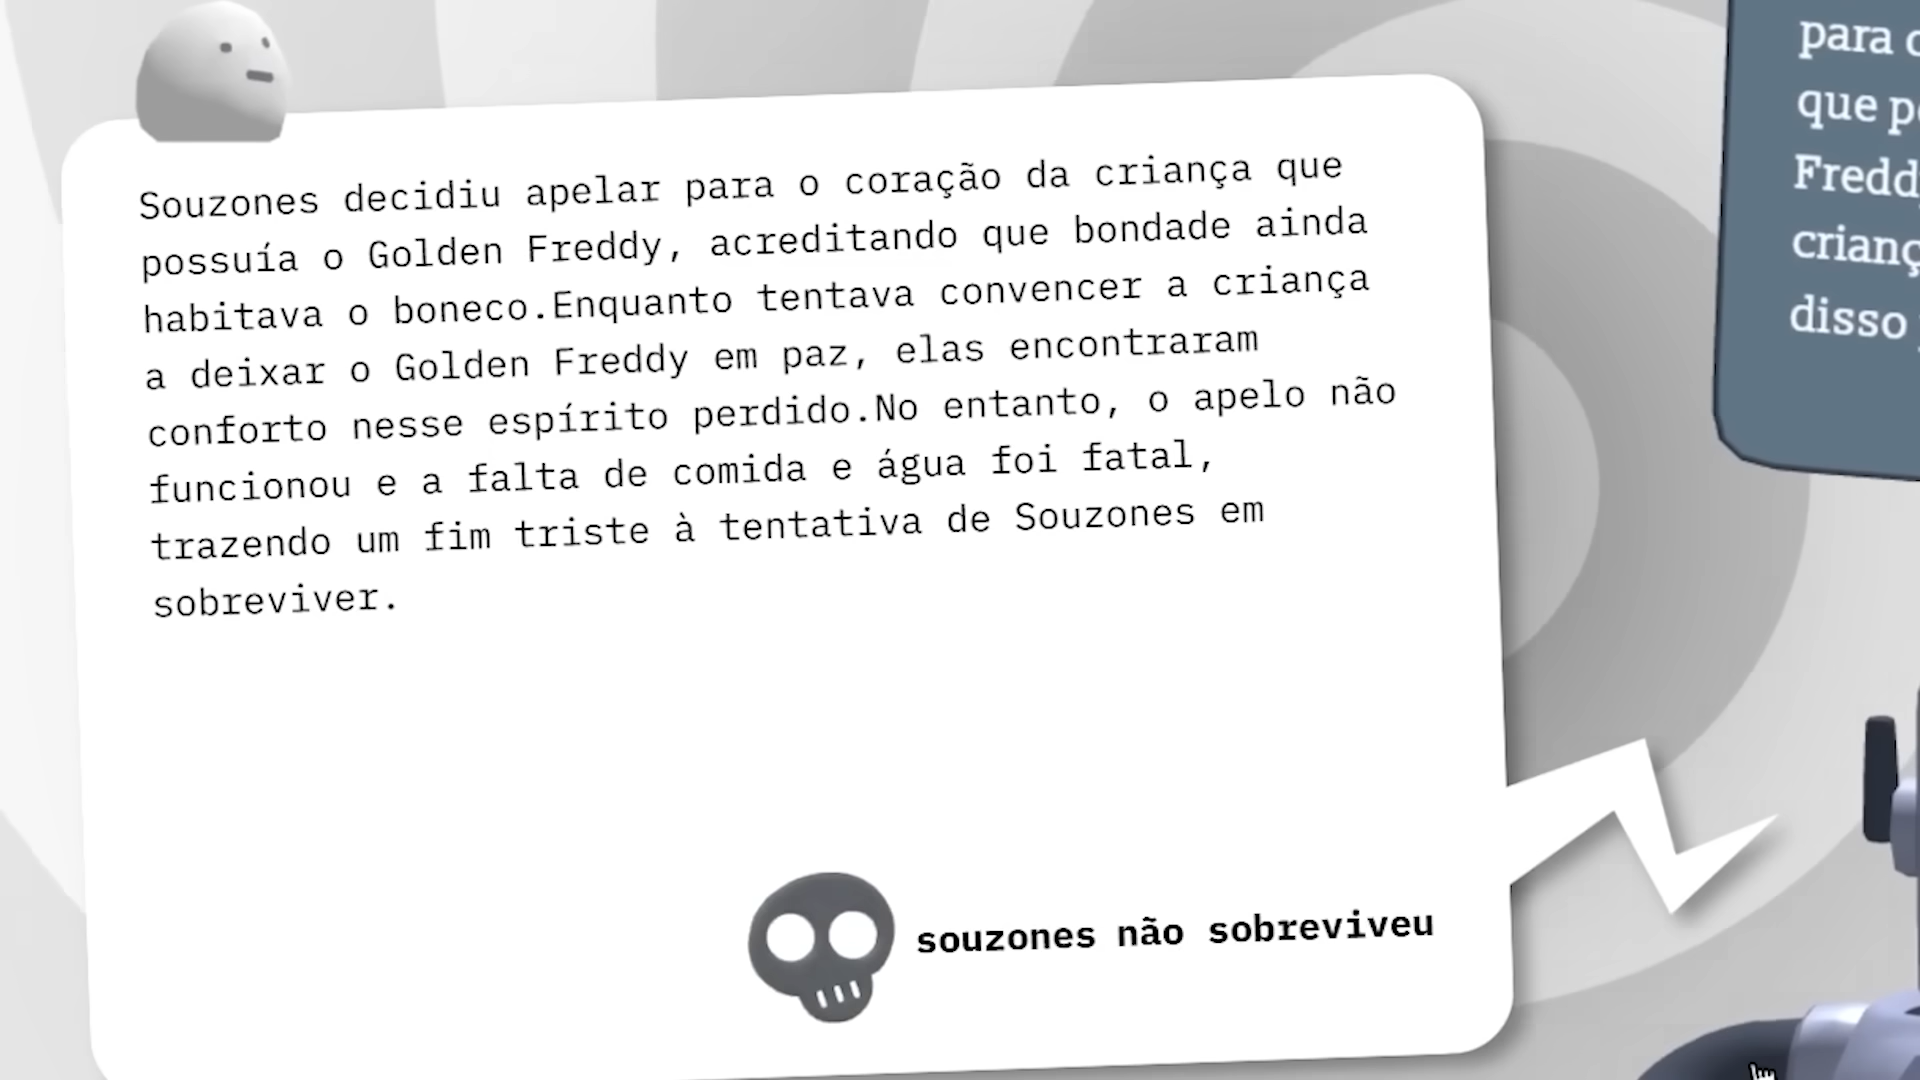 Souzones decidiu apelar para o coração da criança que
possuía o Golden Freddy, acreditando que bondade ainda
habitava o boneco.Enquanto tentava convencer a criança
a deixar o Golden Freddy em paz, elas encontraram
conforto nesse espírito perdido.No entanto, o apelo não
funcionou e a falta de comida e água foi fatal,
trazendo um fim triste à tentativa de Souzones em
sobreviver.
souzones não sobreviveu
para
que
disso